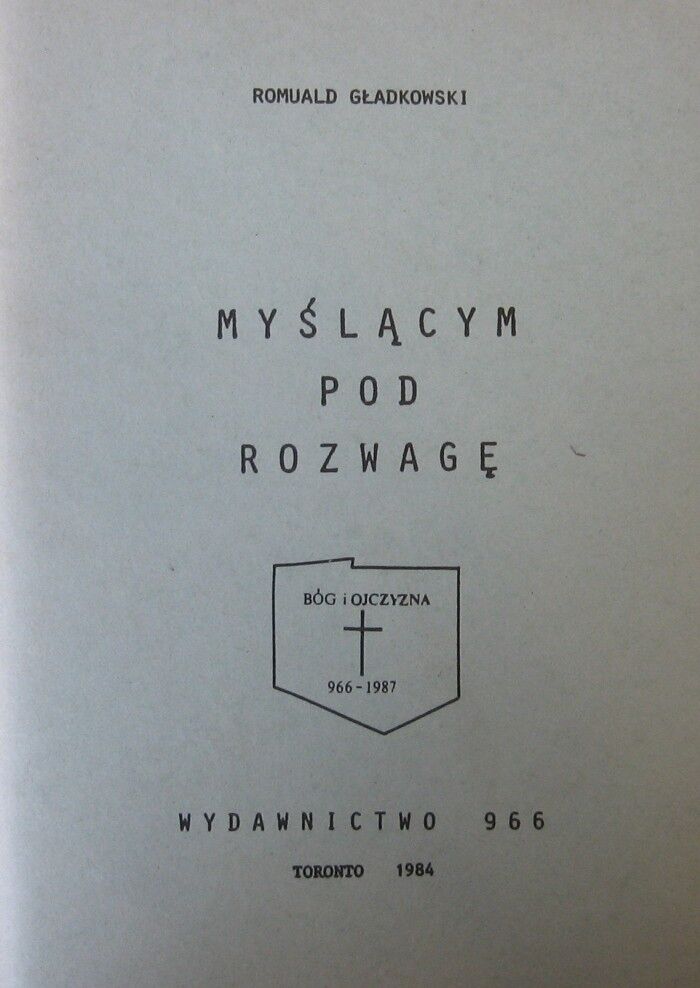 ROMUALD GŁADKOWSKI
MYŚLĄCYM
POD
ROZWAGĘ
BÓG i OJCZYZNA
966-1987
WYDAWNICTWO 966
TORONTO 1984